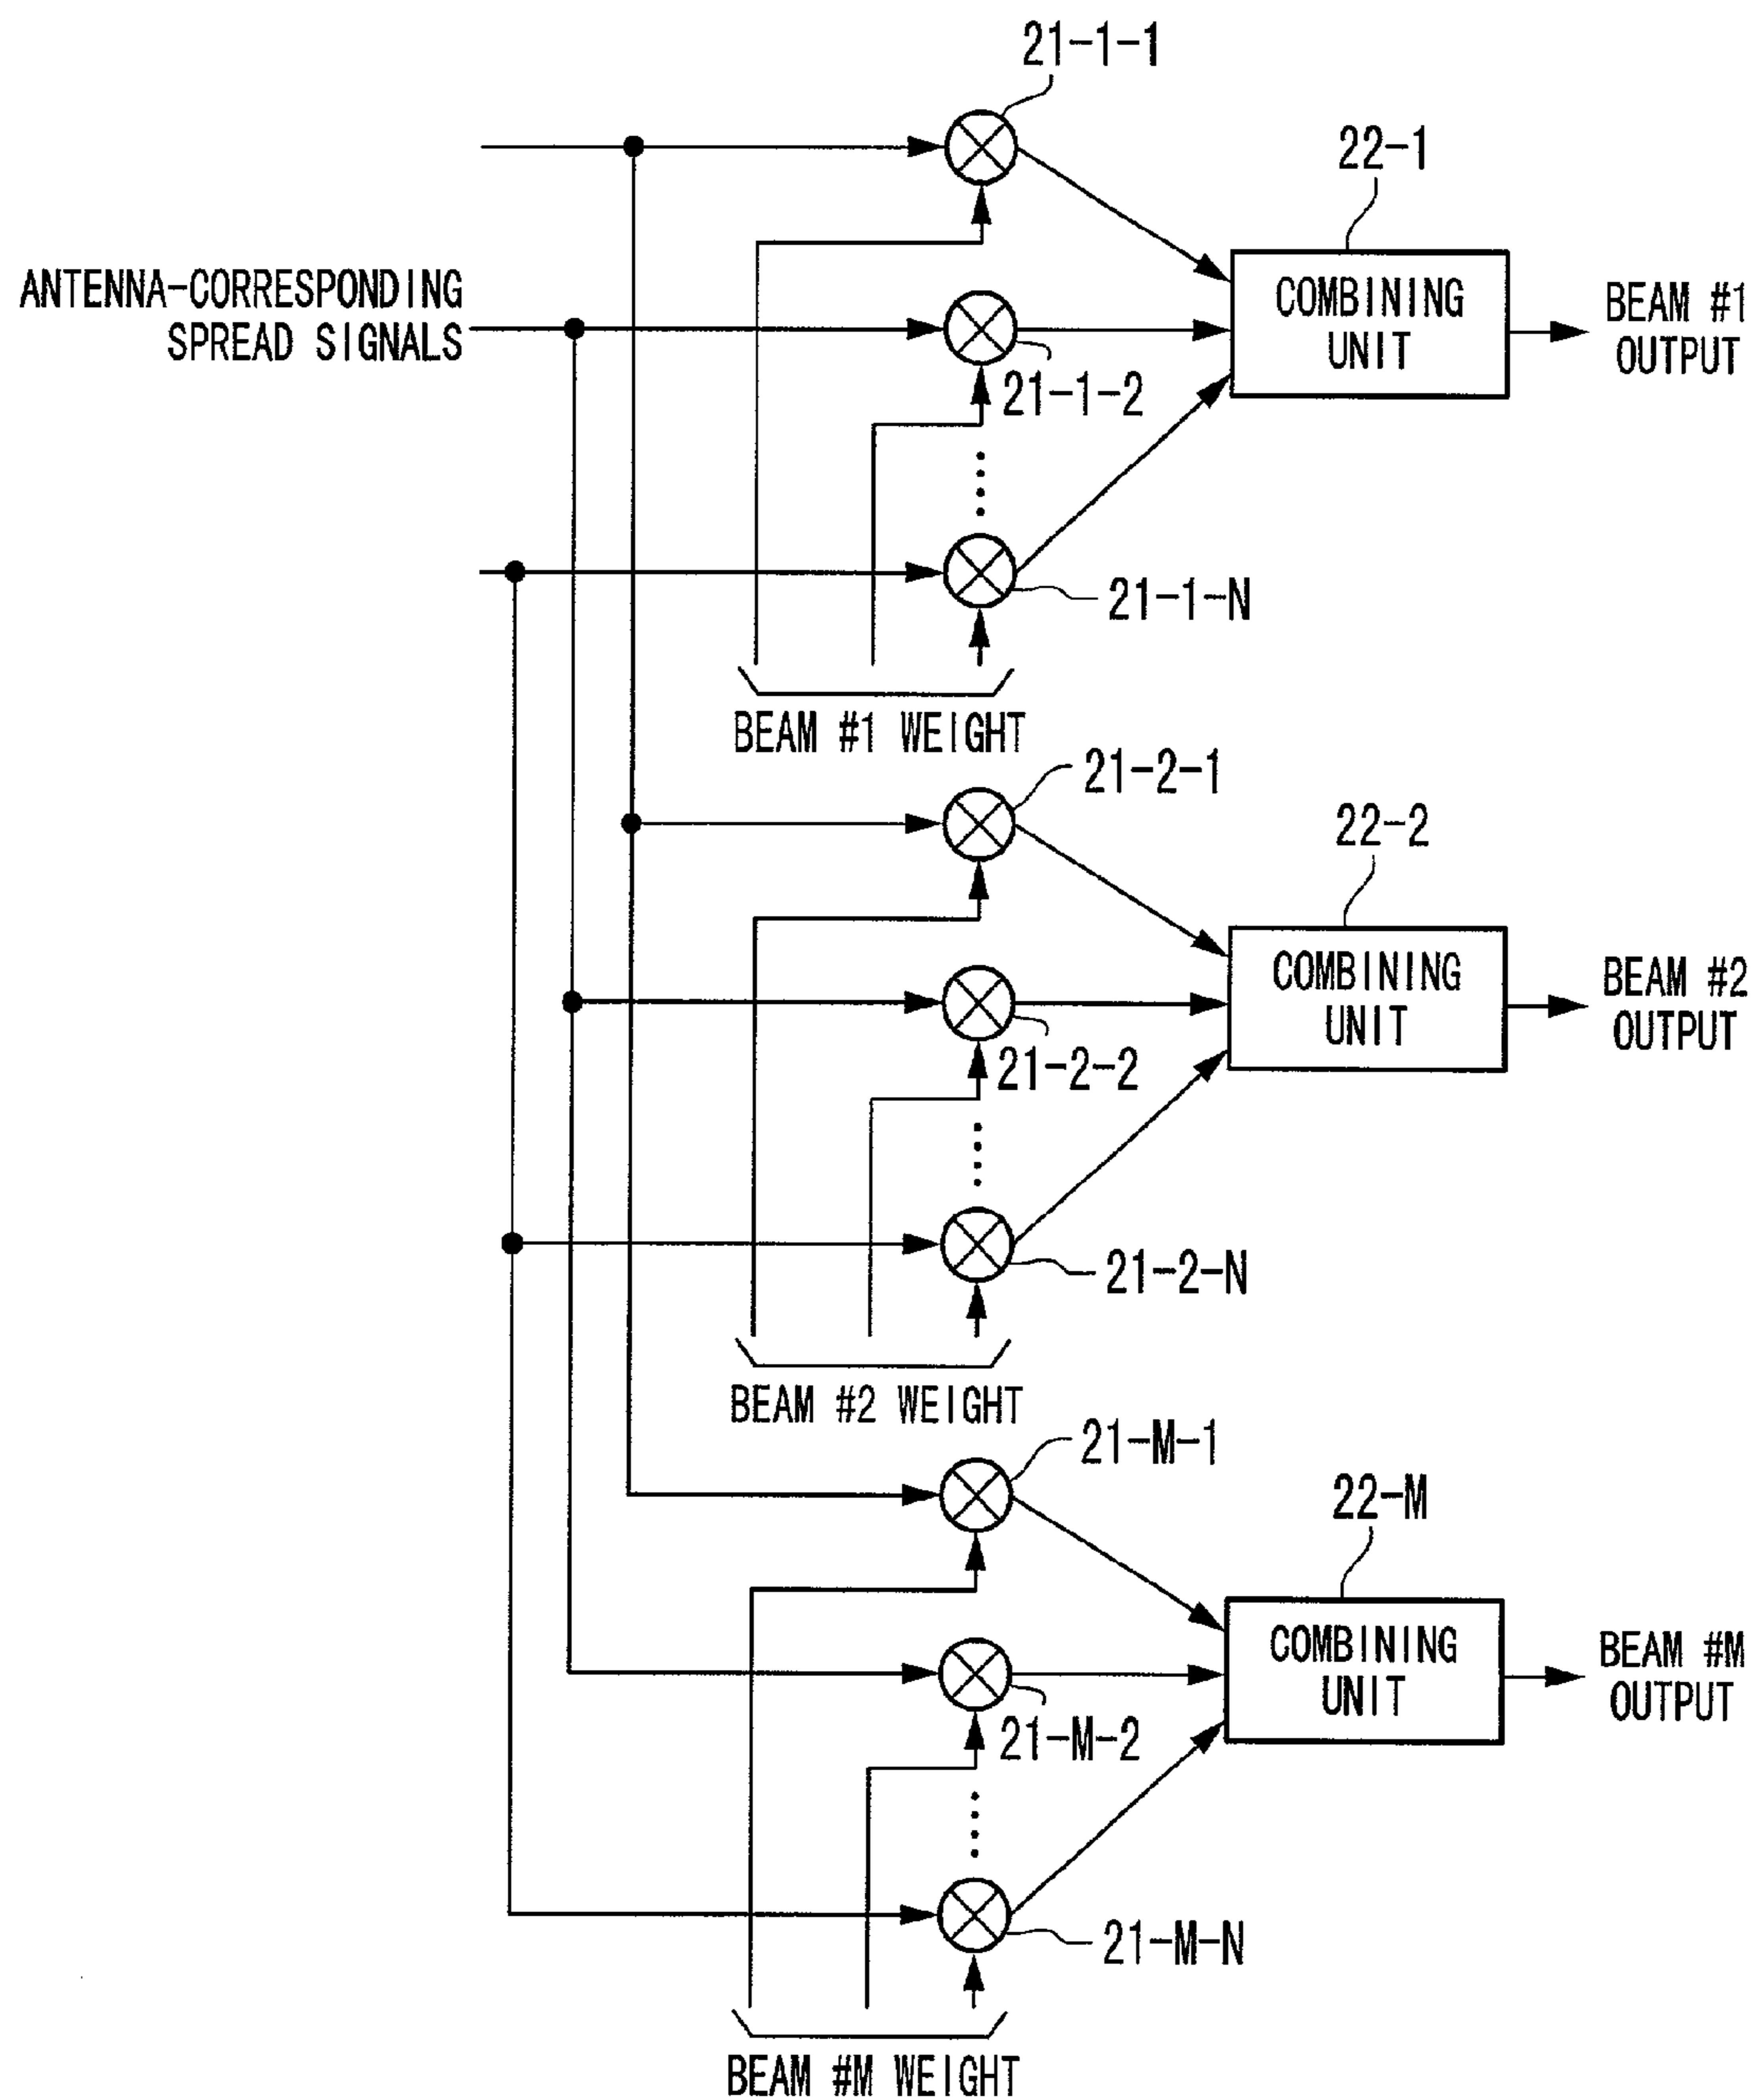 21-1-1
22-1
ANTENNA-CORRESPONDING
SPREAD SIGNALS
COMBINING
UNIT
BEAM #1
OUTPUT
21-1-2
21-1-N
BEAM #1 WEIGHT
21-2-1
22-2
COMBINING
UNIT
BEAM #2
OUTPUT
21-2-2
21-2-N
BEAM #2 WEIGHT
21-M-1
22-M
COMBINING
UNIT
BEAM #M
OUTPUT
21-M-2
21-M-N
BEAM #M WEIGHT